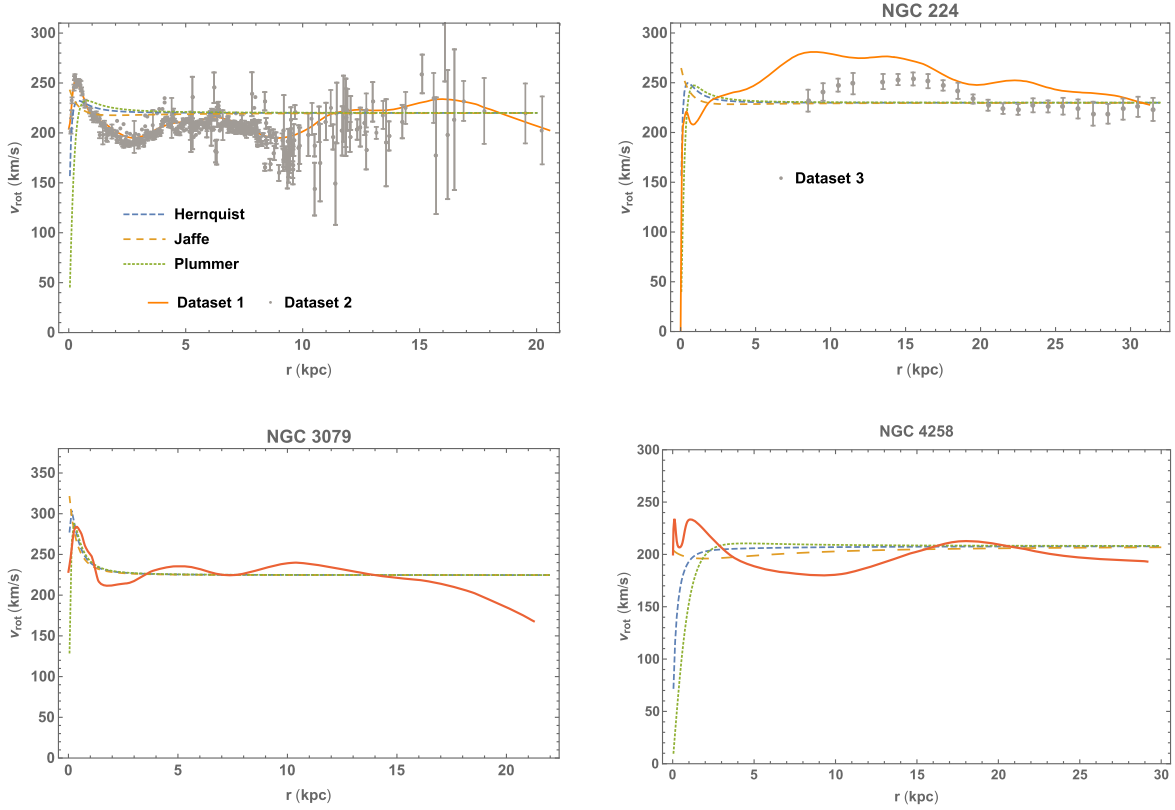 300
250
200
150
100
50
0
v_rot (km/s)
Hernquist
Jaffe
Plummer
Dataset 1 Dataset 2
0 5 10 15 20
r (kpc)
NGC 224
300
250
200
150
100
50
0
v_rot (km/s)
Dataset 3
0 5 10 15 20 25 30
r (kpc)
NGC 3079
350
300
250
200
150
100
50
0
v_rot (km/s)
0 5 10 15 20
r (kpc)
NGC 4258
300
250
200
150
100
50
0
v_rot (km/s)
0 5 10 15 20 25 30
r (kpc)